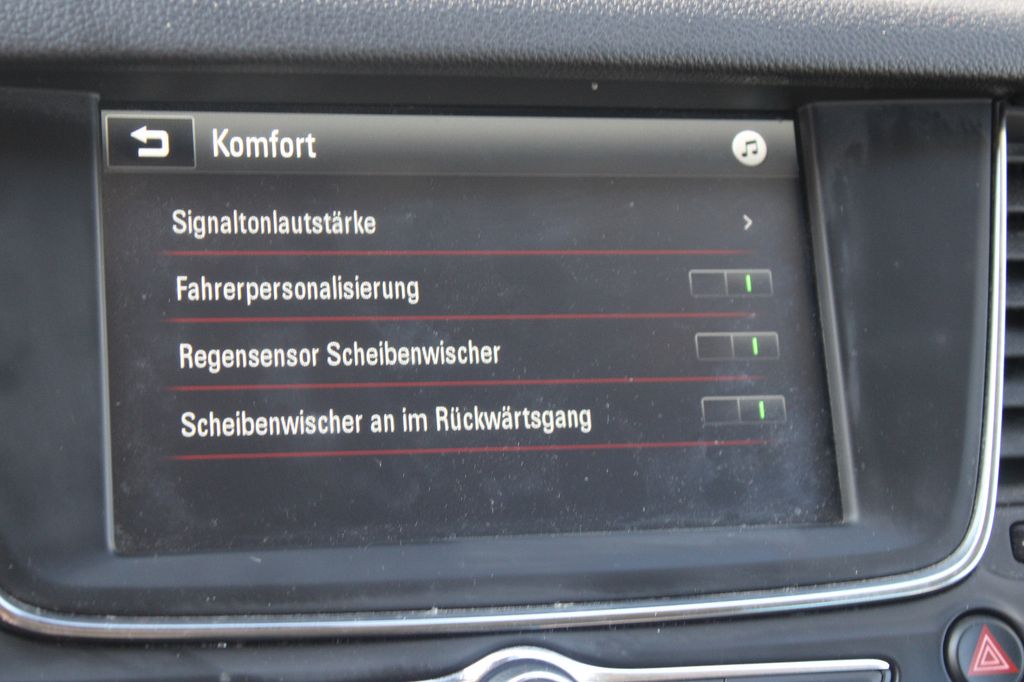 Komfort
Signaltonlautstärke
Fahrerpersonalisierung
Regensensor Scheibenwischer
Scheibenwischer an im Rückwärtsgang